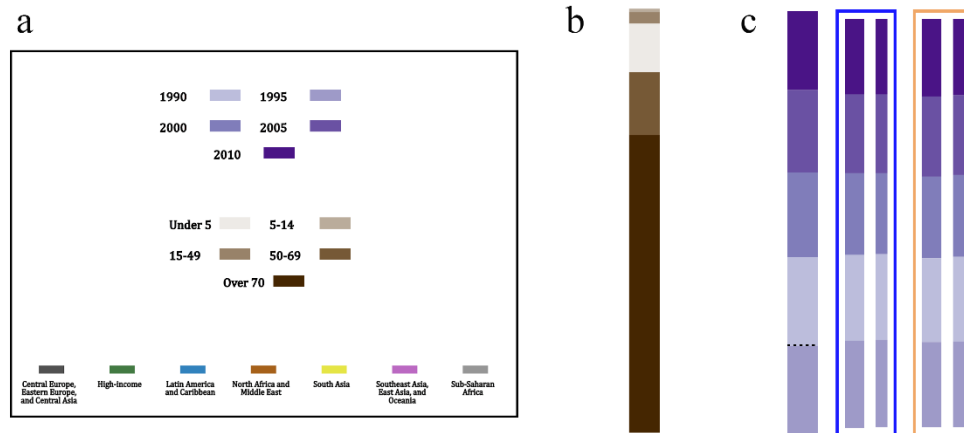 a
b
c
1990
1995
2000
2005
2010
Under 5
5-14
15-49
50-69
Over 70
Central Europe,
Eastern Europe,
and Central Asia
High-income
Latin America
and Caribbean
North Africa and
Middle East
South Asia
Southeast Asia,
East Asia, and
Oceania
Sub-Saharan
Africa